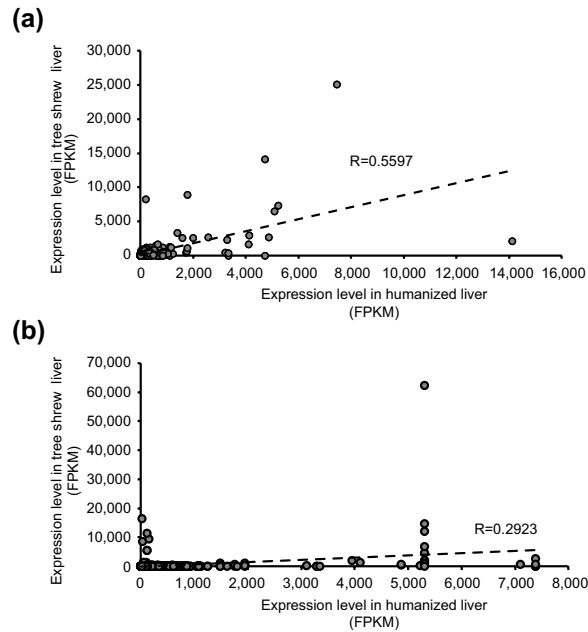 (a)
30,000
25,000
20,000
15,000
10,000
5,000
0
Expression level in tree shrew liver
(FPKM)
R=0.5597
0 2,000 4,000 6,000 8,000 10,000 12,000 14,000 16,000
Expression level in humanized liver
(FPKM)
(b)
70,000
60,000
50,000
40,000
30,000
20,000
10,000
0
Expression level in tree shrew liver
(FPKM)
R=0.2923
0 1,000 2,000 3,000 4,000 5,000 6,000 7,000 8,000
Expression level in humanized liver
(FPKM)